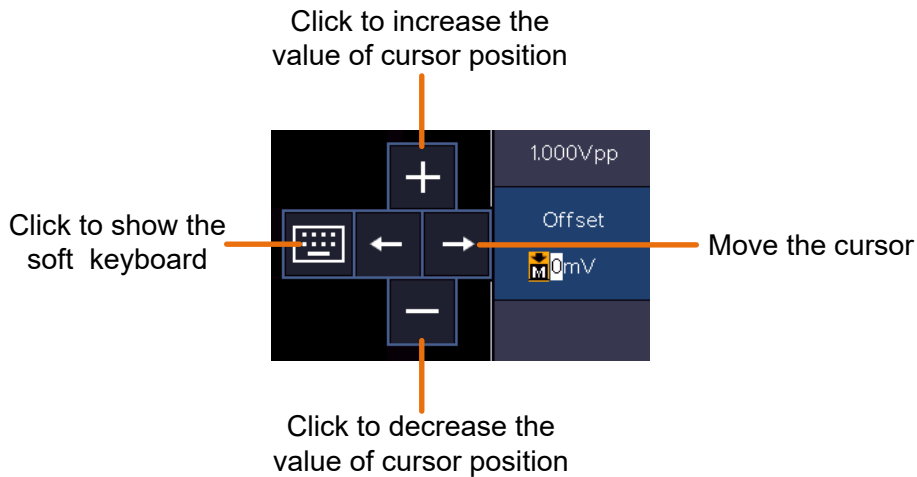 Click to increase the
value of cursor position
1.000Vpp
Offset
M 0mV
Click to show the
soft keyboard
Move the cursor
Click to decrease the
value of cursor position